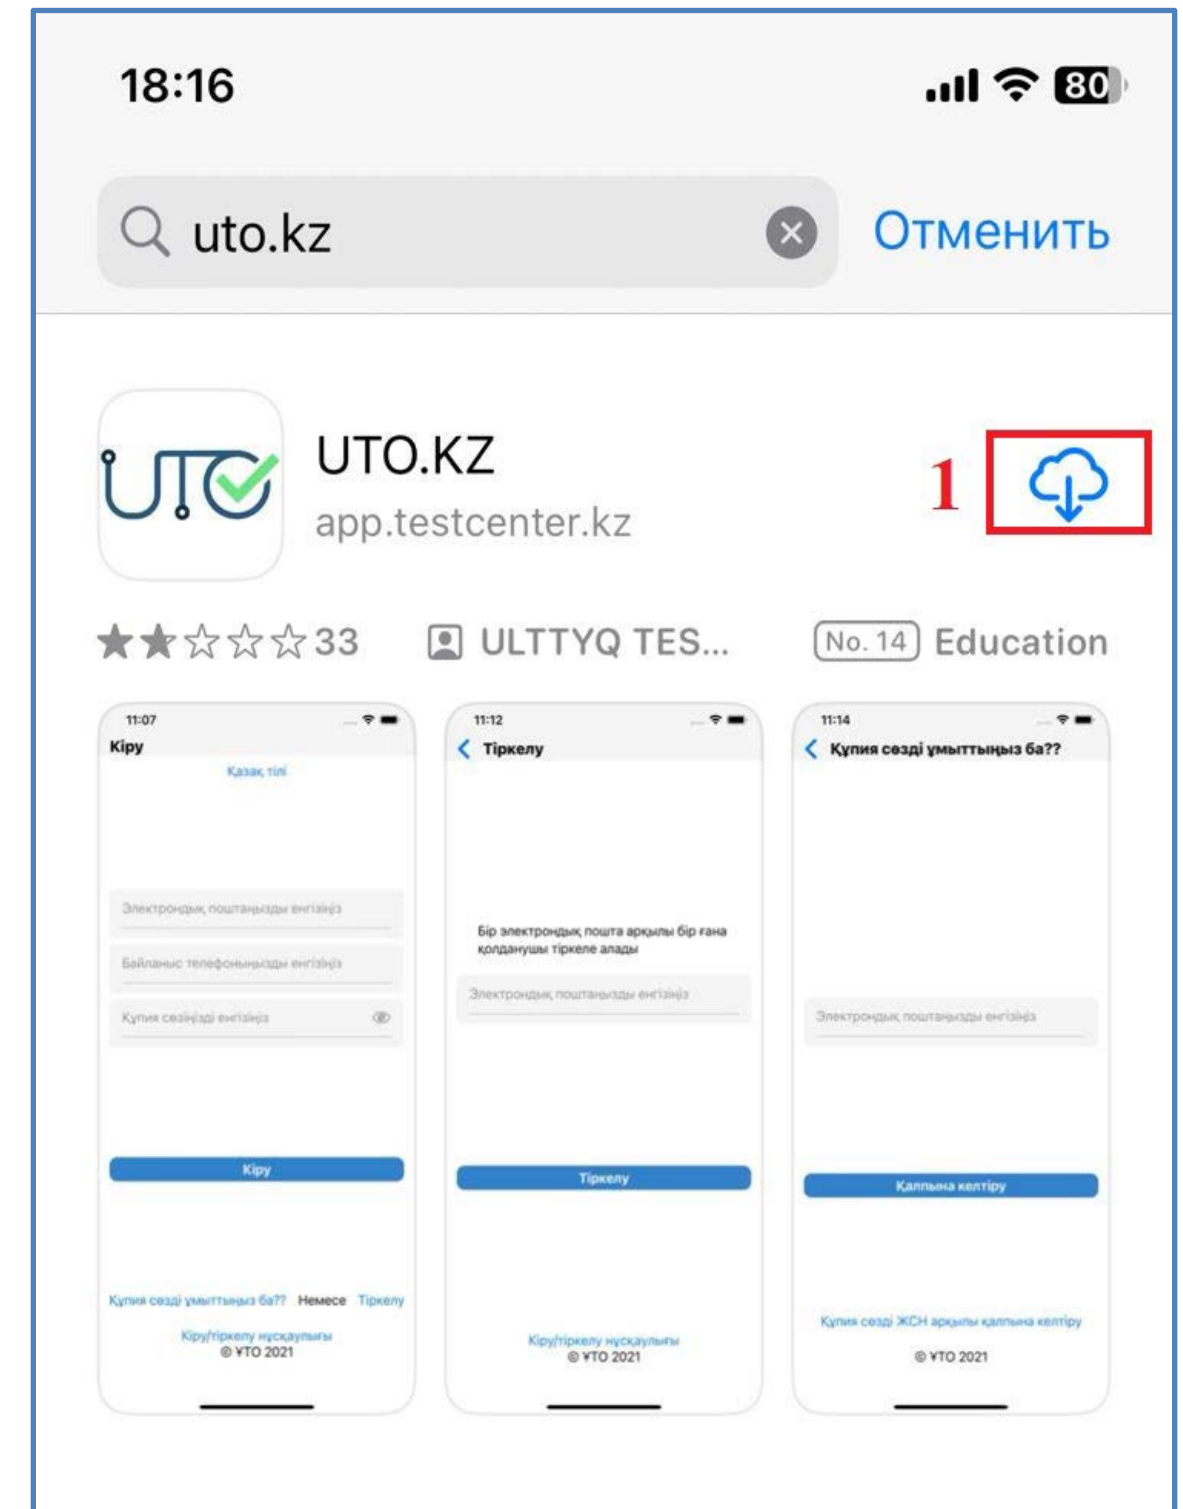 18:16
80
uto.kz
Отменить
UTO
UTO.KZ
app.testcenter.kz
1
33
ULTTYQ TES...
No. 14
Education
11:07
Кіру
Қазақ тілі
Электрондық поштаңызды енгізіңіз
Байланыс телефоныңызды енгізіңіз
Құпия сөзіңізді енгізіңіз
Кіру
Құпия сөзді ұмыттыңыз ба?? Немесе Тіркелу
Кіру/тіркелу нұсқаулығы
© ҰТО 2021
11:12
Тіркелу
Бір электрондық пошта арқылы бір ғана
қолданушы тіркеле алады
Электрондық поштаңызды енгізіңіз
Тіркелу
Кіру/тіркелу нұсқаулығы
© ҰТО 2021
11:14
Құпия сөзді ұмыттыңыз ба??
Электрондық поштаңызды енгізіңіз
Қалпына келтіру
Құпия сөзді ЖСН арқылы қалпына келтіру
© ҰТО 2021